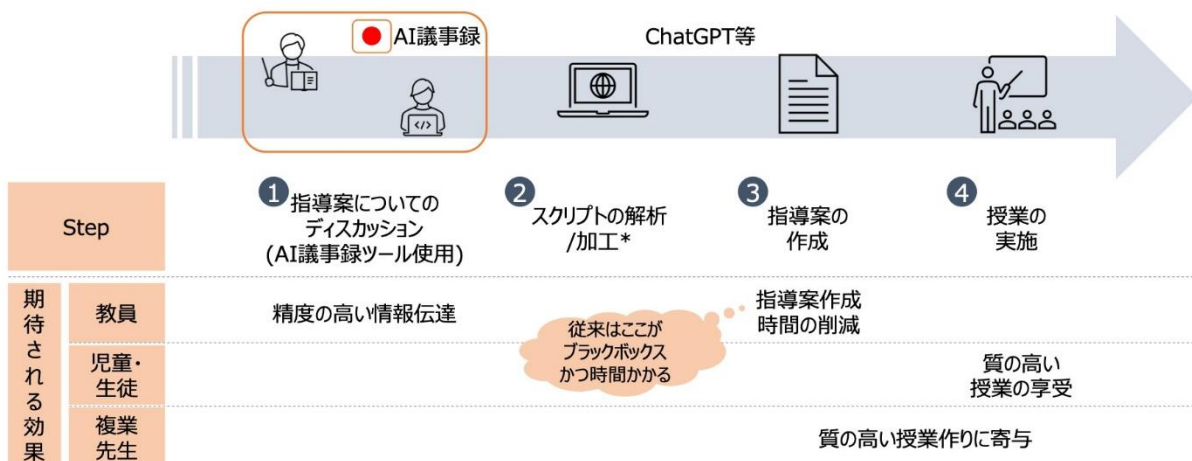 AI議事録
ChatGPT等
</>
Step
1
指導案についての
ディスカッション
(AI議事録ツール使用)
2
スクリプトの解析
/加工*
3
指導案の
作成
4
授業の
実施
期待される効果
教員
精度の高い情報伝達
従来はここが
ブラックボックス
かつ時間かかる
指導案作成
時間の削減
児童・
生徒
質の高い
授業の享受
複業
先生
質の高い授業作りに寄与